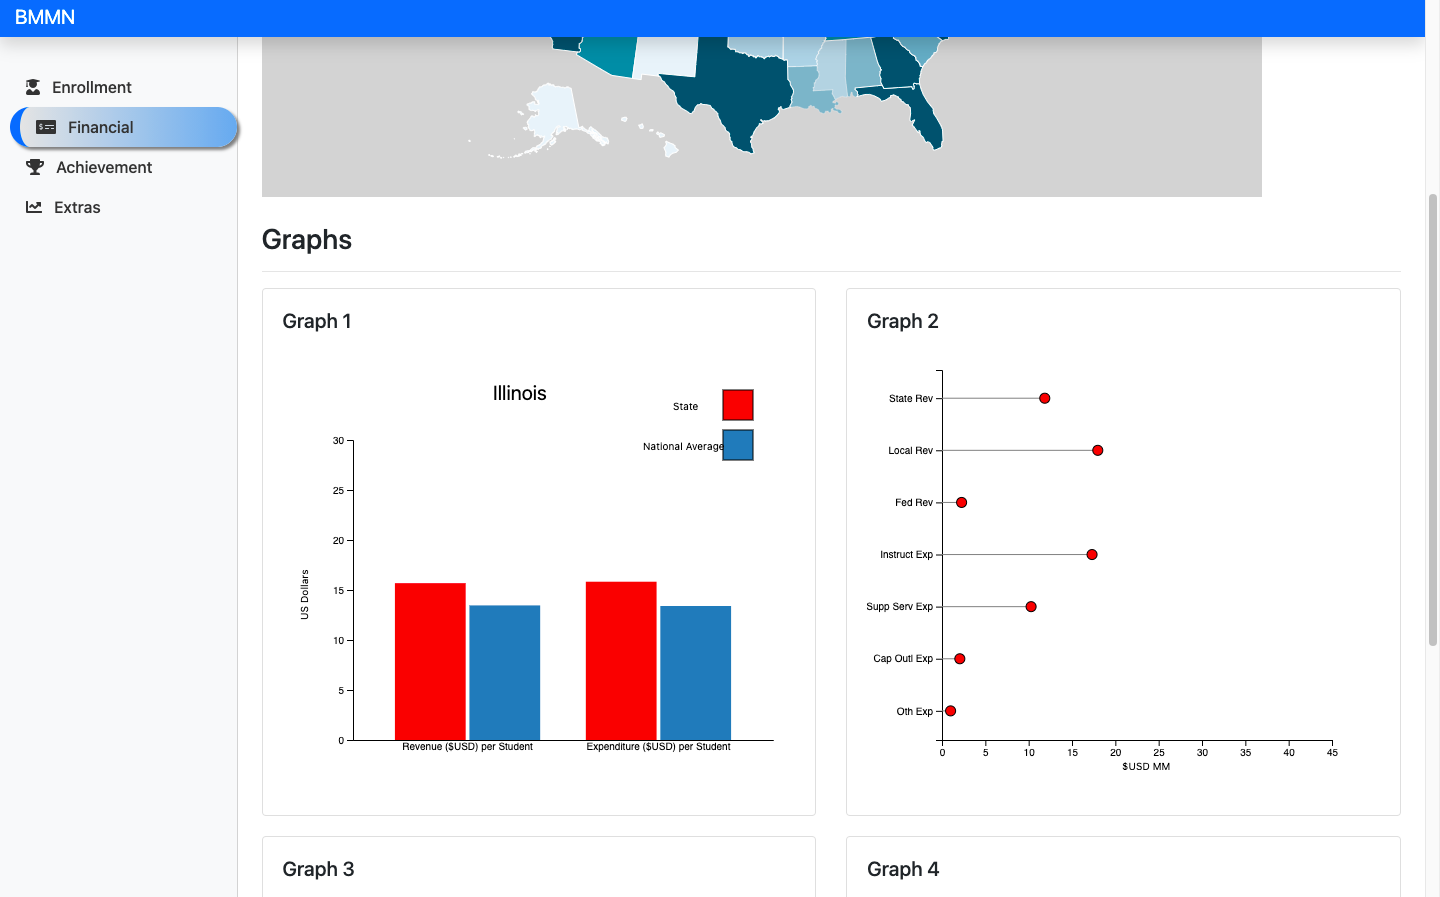 BMMN
Enrollment
Financial
Achievement
Extras
Graphs
Graph 1
Illinois
State
National Average
30
25
20
15
10
5
0
US Dollars
Revenue ($USD) per Student
Expenditure ($USD) per Student
Graph 2
State Rev
Local Rev
Fed Rev
Instruct Exp
Supp Serv Exp
Cap Outl Exp
Oth Exp
0 5 10 15 20 25 30 35 40 45
$USD MM
Graph 3
Graph 4